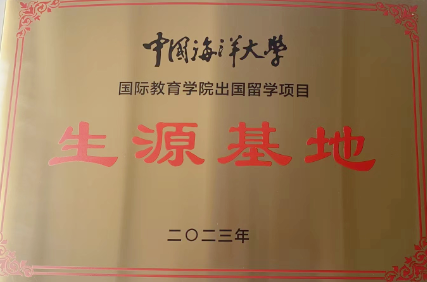 中国海洋大学
国际教育学院出国留学项目
生源基地
二〇二三年